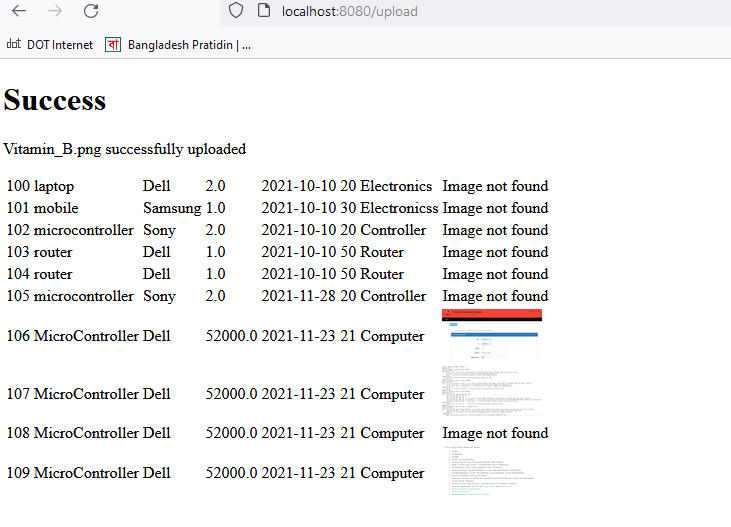 localhost:8080/upload
DOT Internet বা Bangladesh Pratidin | ...
Success
Vitamin_B.png successfully uploaded
100 laptop Dell 2.0 2021-10-10 20 Electronics Image not found
101 mobile Samsung 1.0 2021-10-10 30 Electronicss Image not found
102 microcontroller Sony 2.0 2021-10-10 20 Controller Image not found
103 router Dell 1.0 2021-10-10 50 Router Image not found
104 router Dell 1.0 2021-10-10 50 Router Image not found
105 microcontroller Sony 2.0 2021-11-28 20 Controller Image not found
106 MicroController Dell 52000.0 2021-11-23 21 Computer
107 MicroController Dell 52000.0 2021-11-23 21 Computer
108 MicroController Dell 52000.0 2021-11-23 21 Computer Image not found
109 MicroController Dell 52000.0 2021-11-23 21 Computer